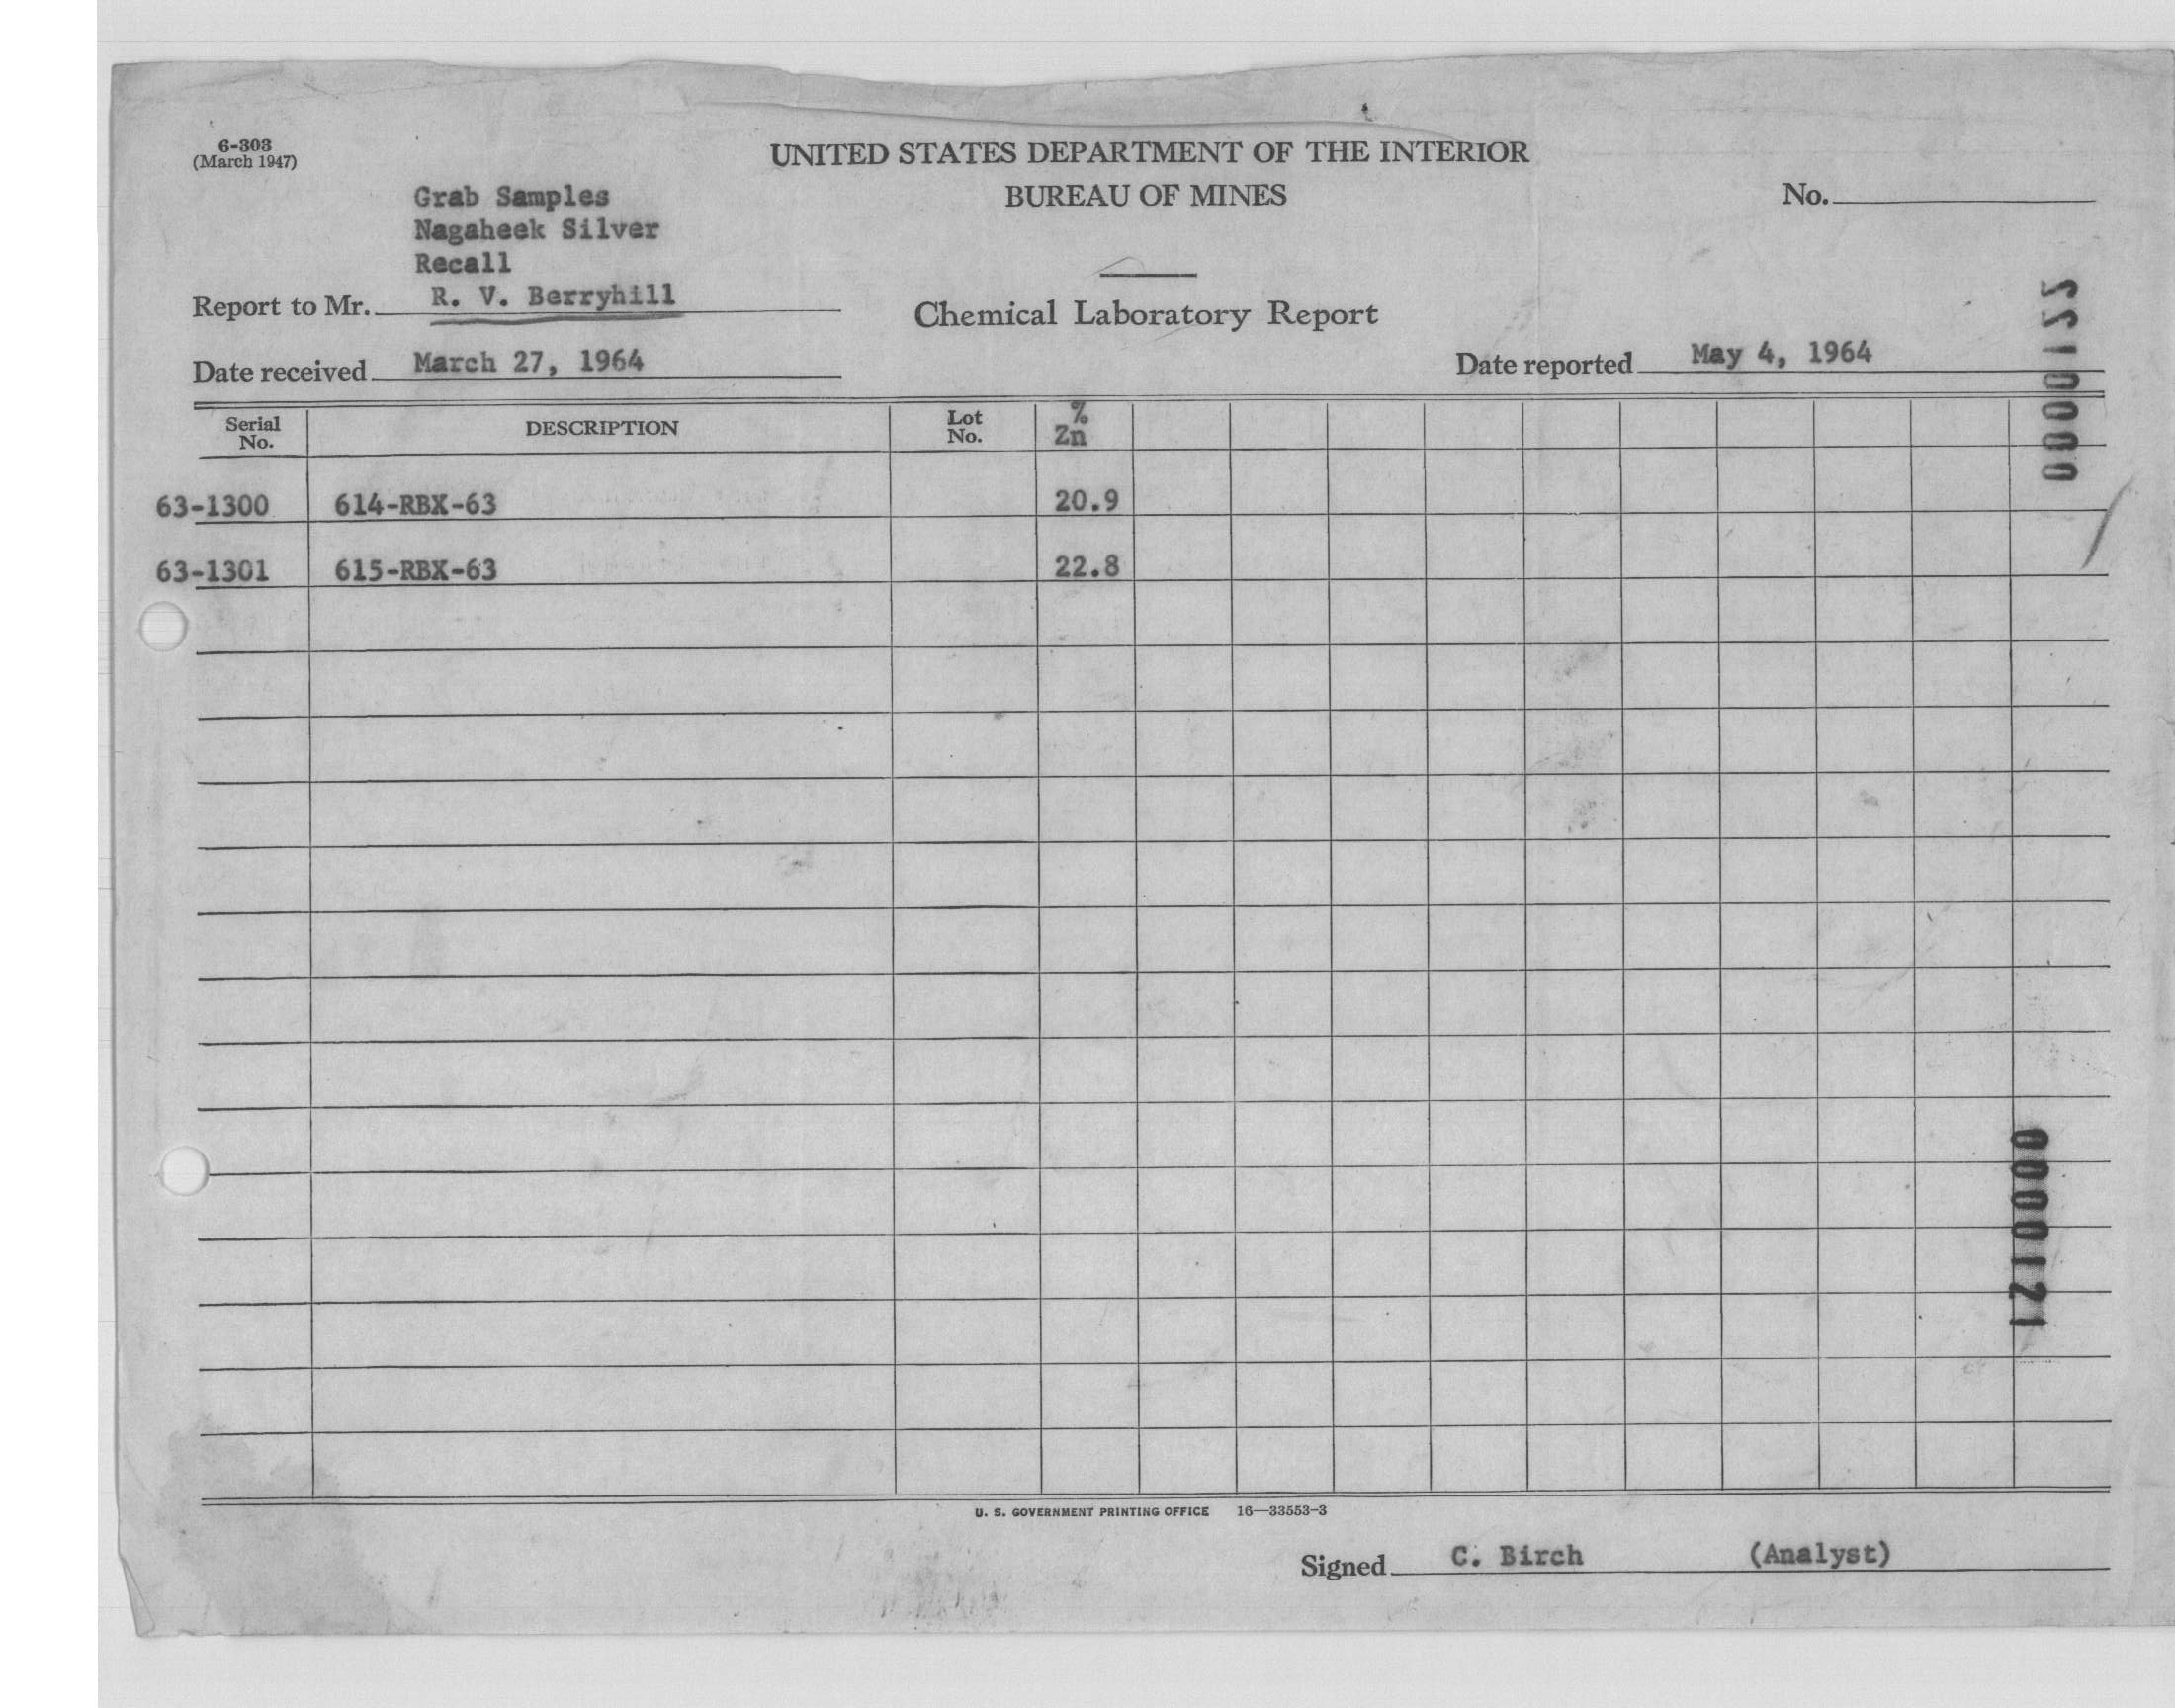 6-303
(March 1947)
UNITED STATES DEPARTMENT OF THE INTERIOR
BUREAU OF MINES
No.
Grab Samples
Nagaheek Silver
Recall
Report to Mr. R. V. Berryhill
Chemical Laboratory Report
Date received March 27, 1964
Date reported May 4, 1964
Serial No. DESCRIPTION Lot No. % Zn
63-1300 614-RBX-63 20.9
63-1301 615-RBX-63 22.8
0000122
0000121
U. S. GOVERNMENT PRINTING OFFICE 16—33553-3
Signed C. Birch (Analyst)